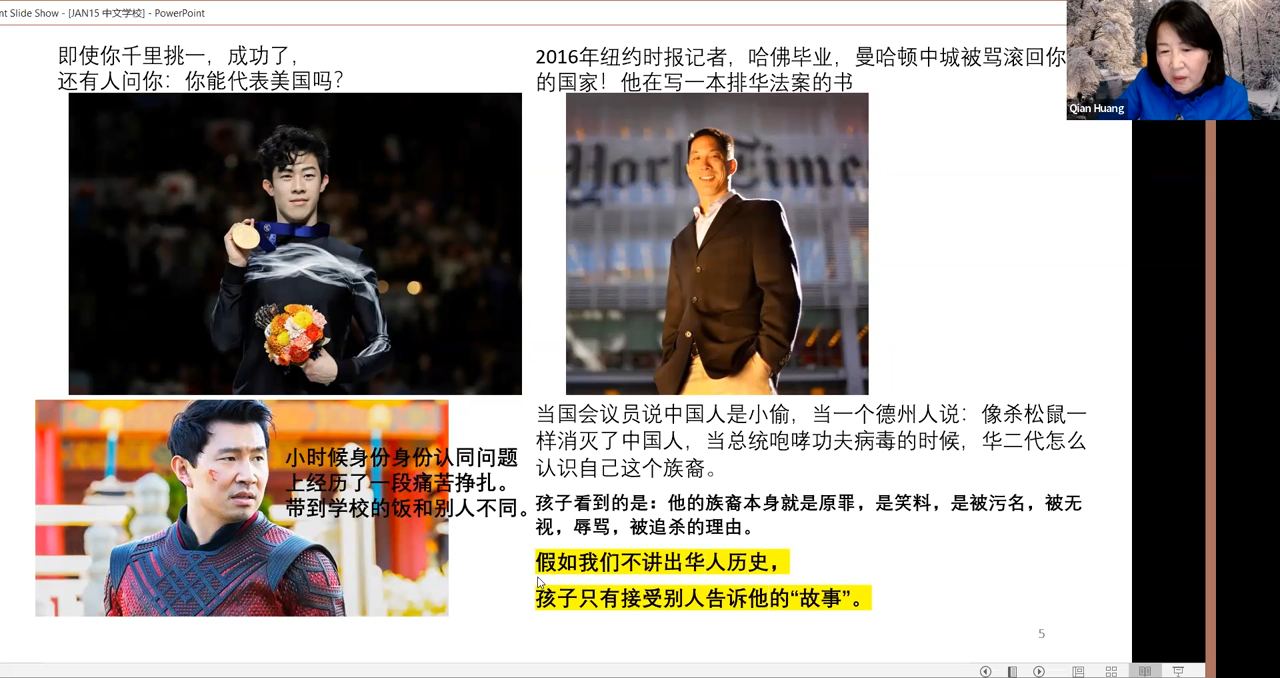 nt Slide Show - [JAN15 中文学校] - PowerPoint
即使你千里挑一，成功了，
还有人问你：你能代表美国吗？
2016年纽约时报记者，哈佛毕业，曼哈顿中城被骂滚回你
的国家！他在写一本排华法案的书
Qian Huang
York Time
小时候身份身份认同问题
上经历了一段痛苦挣扎。
带到学校的饭和别人不同。
当国会议员说中国人是小偷，当一个德州人说：像杀松鼠一
样消灭了中国人，当总统咆哮功夫病毒的时候，华二代怎么
认识自己这个族裔。
孩子看到的是：他的族裔本身就是原罪，是笑料，是被污名，被无
视，辱骂，被追杀的理由。
假如我们不讲出华人历史，
孩子只有接受别人告诉他的“故事”。
5